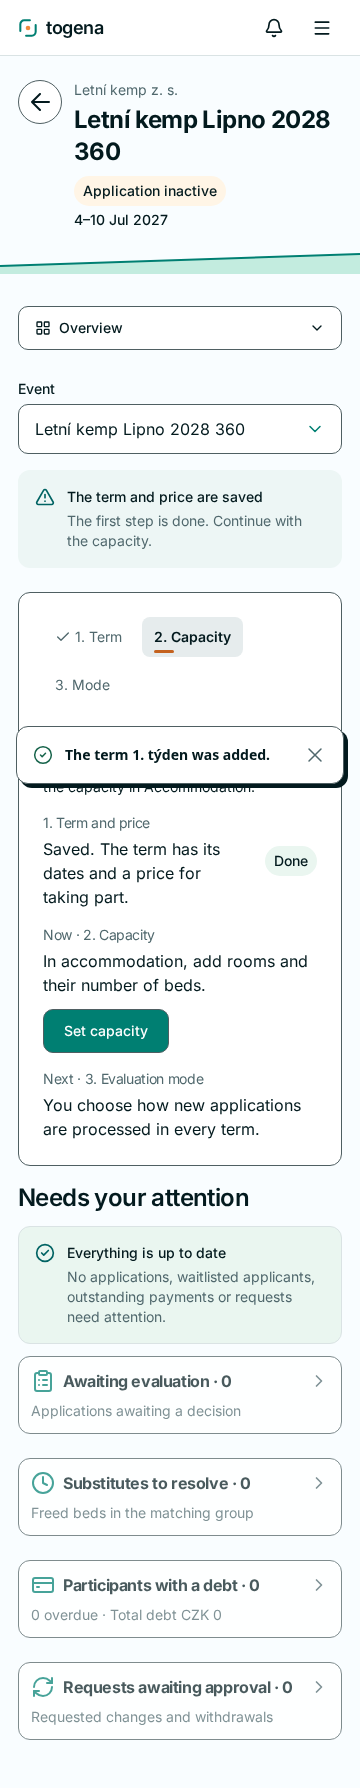 togena
Letní kemp z. s.
Letní kemp Lipno 2028
360
Application inactive
4–10 Jul 2027
Overview
Event
Letní kemp Lipno 2028 360
The term and price are saved
The first step is done. Continue with
the capacity.
1. Term
2. Capacity
3. Mode
The term 1. týden was added.
the capacity in Accommodation.
1. Term and price
Saved. The term has its
dates and a price for
taking part.
Done
Now · 2. Capacity
In accommodation, add rooms and
their number of beds.
Set capacity
Next · 3. Evaluation mode
You choose how new applications
are processed in every term.
Needs your attention
Everything is up to date
No applications, waitlisted applicants,
outstanding payments or requests
need attention.
Awaiting evaluation · 0
Applications awaiting a decision
Substitutes to resolve · 0
Freed beds in the matching group
Participants with a debt · 0
0 overdue · Total debt CZK 0
Requests awaiting approval · 0
Requested changes and withdrawals